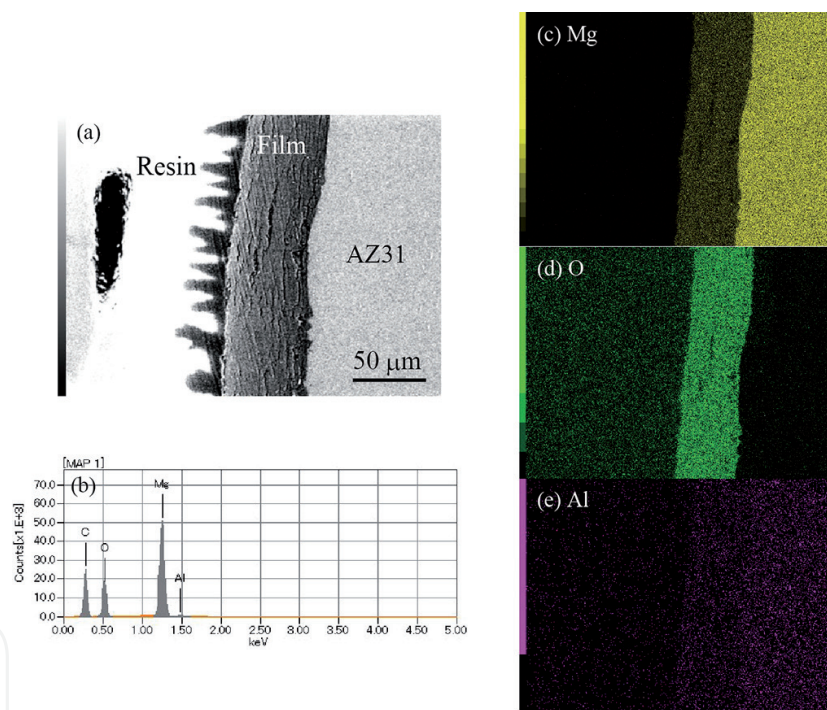 (a)
Resin
Film
AZ31
50 μm
[MAP 1]
(b)
Counts[x1.E+3]
70.0
60.0
50.0
40.0
30.0
20.0
10.0
0.0
C
O
Mg
Al
0.00 0.50 1.00 1.50 2.00 2.50 3.00 3.50 4.00 4.50 5.00
keV
(c) Mg
(d) O
(e) Al